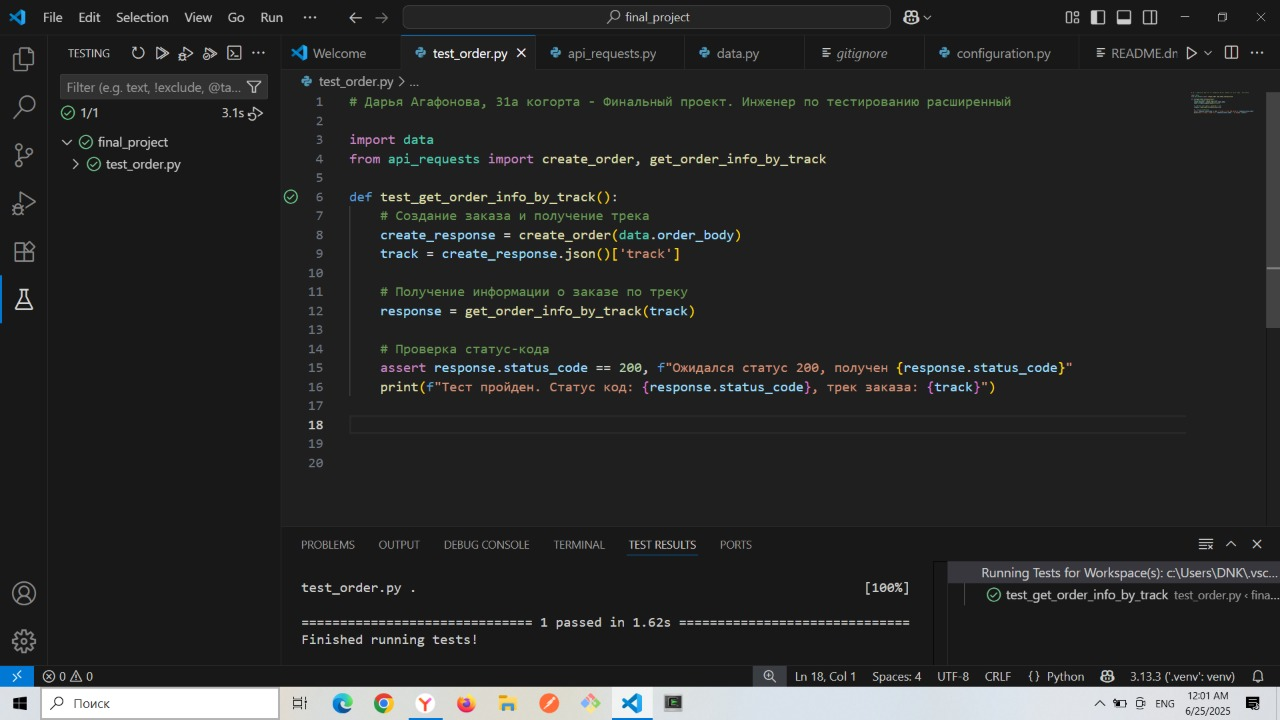 File Edit Selection View Go Run ··· final_project
TESTING
Filter (e.g. text, !exclude, @ta...
1/1 3.1s
final_project
test_order.py
Welcome test_order.py api_requests.py data.py gitignore configuration.py README.dn
test_order.py > ...
1 # Дарья Агафонова, 31а когорта - Финальный проект. Инженер по тестированию расширенный
2
3 import data
4 from api_requests import create_order, get_order_info_by_track
5
6 def test_get_order_info_by_track():
7 # Создание заказа и получение трека
8 create_response = create_order(data.order_body)
9 track = create_response.json()['track']
10
11 # Получение информации о заказе по треку
12 response = get_order_info_by_track(track)
13
14 # Проверка статус-кода
15 assert response.status_code == 200, f"Ожидался статус 200, получен {response.status_code}"
16 print(f"Тест пройден. Статус код: {response.status_code}, трек заказа: {track}")
17
18
19
20
PROBLEMS OUTPUT DEBUG CONSOLE TERMINAL TEST RESULTS PORTS
test_order.py . [100%]
============================== 1 passed in 1.62s ==============================
Finished running tests!
Running Tests for Workspace(s): c:\Users\DNK\.vsc...
test_get_order_info_by_track test_order.py ‹ fina...
0 0 Ln 18, Col 1 Spaces: 4 UTF-8 CRLF {} Python 3.13.3 ('.venv': venv)
Поиск ENG 12:01 AM
6/25/2025